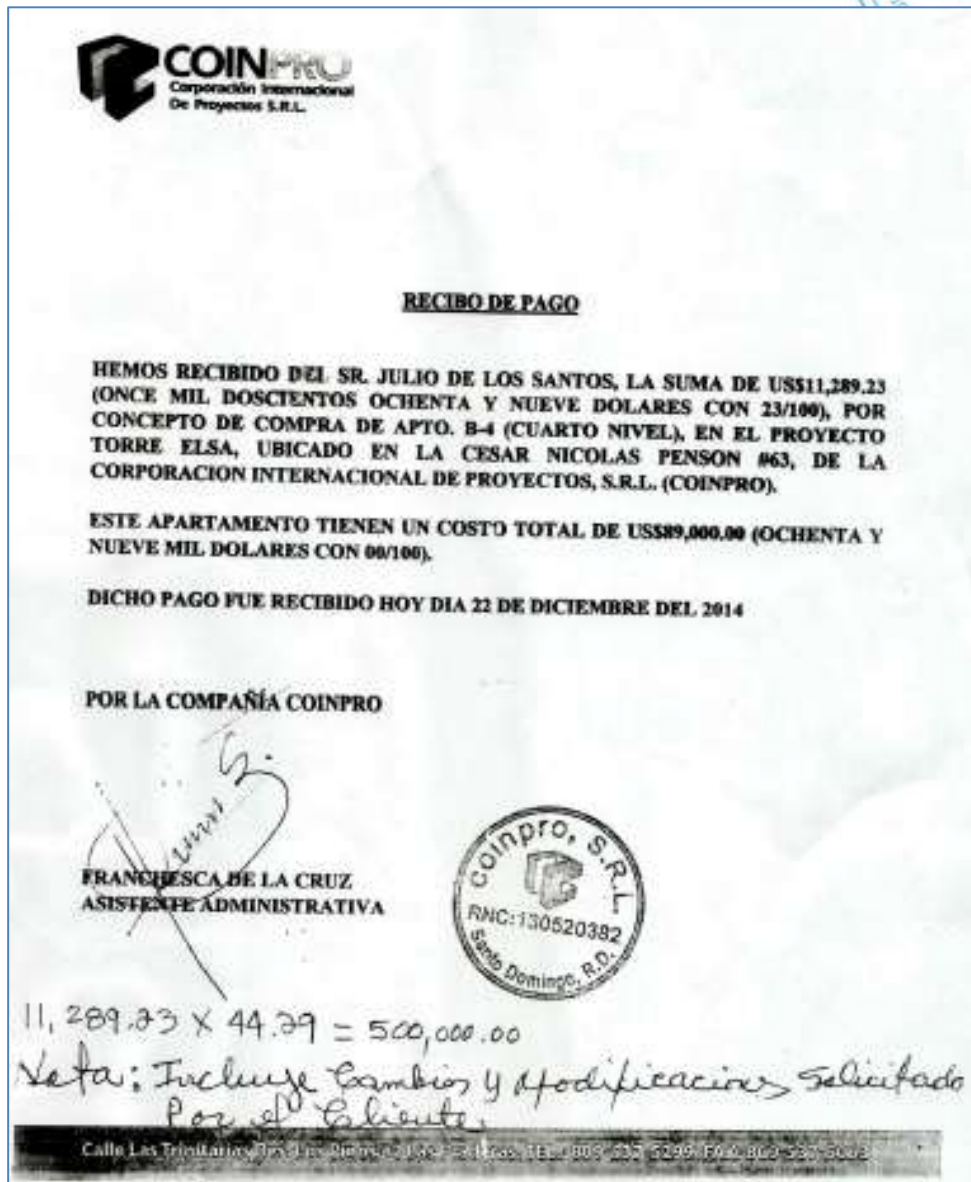 COINPRO
Corporación Internacional
De Proyectos S.R.L.
RECIBO DE PAGO
HEMOS RECIBIDO DEL SR. JULIO DE LOS SANTOS, LA SUMA DE US$11,289.23
(ONCE MIL DOSCIENTOS OCHENTA Y NUEVE DOLARES CON 23/100), POR
CONCEPTO DE COMPRA DE APTO. B-4 (CUARTO NIVEL), EN EL PROYECTO
TORRE ELSA, UBICADO EN LA CESAR NICOLAS PENSON #63, DE LA
CORPORACION INTERNACIONAL DE PROYECTOS, S.R.L. (COINPRO).
ESTE APARTAMENTO TIENEN UN COSTO TOTAL DE US$89,000.00 (OCHENTA Y
NUEVE MIL DOLARES CON 00/100).
DICHO PAGO FUE RECIBIDO HOY DIA 22 DE DICIEMBRE DEL 2014
POR LA COMPAÑÍA COINPRO
FRANCHESCA DE LA CRUZ
ASISTENTE ADMINISTRATIVA
Coinpro, S.R.L.
RNC:130520382
Santo Domingo, R.D.
11,289.23 X 44.29 = 500,000.00
Nota: Incluye Cambios y Modificaciones Solicitado
Por el Cliente.
Calle Las Trinitarias